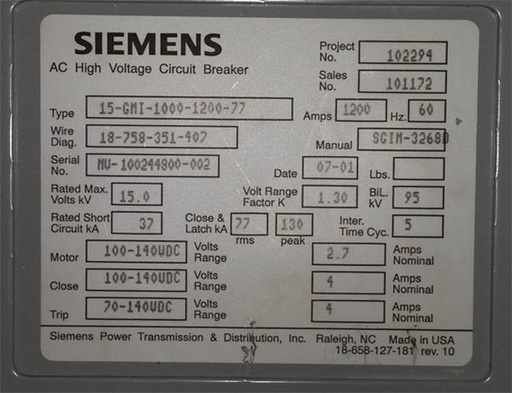 SIEMENS
AC High Voltage Circuit Breaker
Project No. 102294
Sales No. 101172
Type 15-GMI-1000-1200-77 Amps 1200 Hz. 60
Wire Diag. 18-758-351-407 Manual SGIM-3268D
Serial No. MV-100244800-002 Date 07-01 Lbs.
Rated Max. Volts kV 15.0 Volt Range Factor K 1.30 BiL. kV 95
Rated Short Circuit kA 37 Close & Latch kA 77 rms 130 peak Inter. Time Cyc. 5
Motor 100-140VDC Volts Range 2.7 Amps Nominal
Close 100-140VDC Volts Range 4 Amps Nominal
Trip 70-140VDC Volts Range 4 Amps Nominal
Siemens Power Transmission & Distribution, Inc. Raleigh, NC Made in USA
18-658-127-181 rev. 10